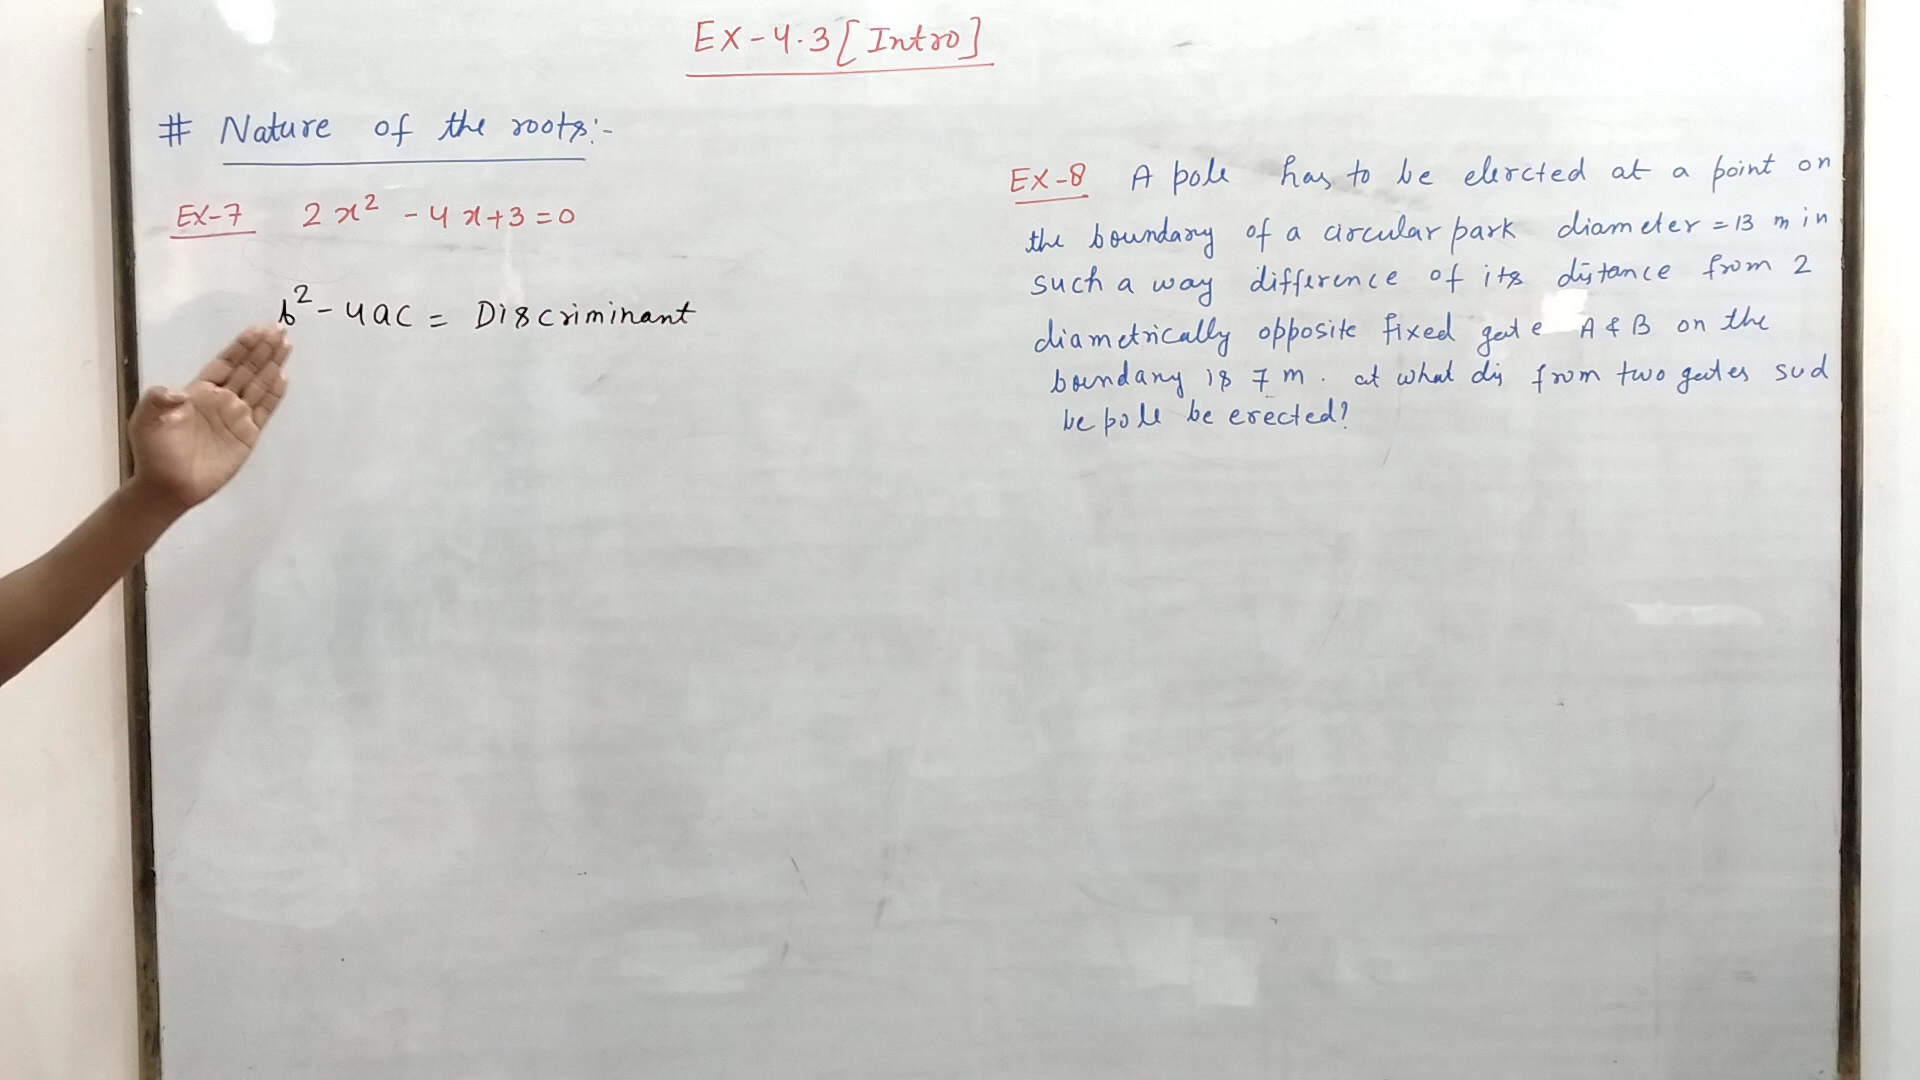 Ex-4.3 [Intro]
# Nature of the roots:-
EX-7 2x² - 4x+3=0
b² - 4ac = Discriminant
EX-8 A pole has to be elercted at a point on
the boundary of a circular park diameter = 13 m in
such a way difference of its distance from 2
diametrically opposite fixed gate A & B on the
boundary is 7 m. at what dis from two gates sud
be pole be erected?